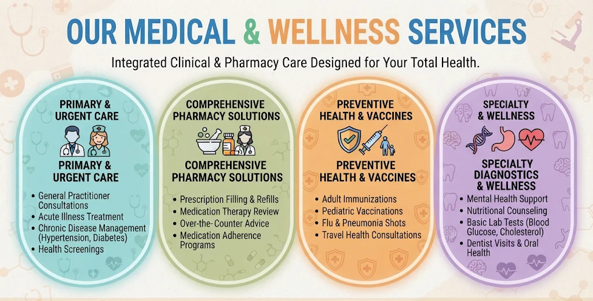 OUR MEDICAL & WELLNESS SERVICES
Integrated Clinical & Pharmacy Care Designed for Your Total Health.
PRIMARY &
URGENT CARE
PRIMARY &
URGENT CARE
• General Practitioner
Consultations
• Acute Illness Treatment
• Chronic Disease Management
(Hypertension, Diabetes)
• Health Screenings
COMPREHENSIVE
PHARMACY SOLUTIONS
COMPREHENSIVE
PHARMACY SOLUTIONS
• Prescription Filling & Refills
• Medication Therapy Review
• Over-the-Counter Advice
• Medication Adherence
Programs
PREVENTIVE
HEALTH & VACCINES
PREVENTIVE
HEALTH & VACCINES
• Adult Immunizations
• Pediatric Vaccinations
• Flu & Pneumonia Shots
• Travel Health Consultations
SPECIALTY
& WELLNESS
SPECIALTY
DIAGNOSTICS
& WELLNESS
• Mental Health Support
• Nutritional Counseling
• Basic Lab Tests (Blood
Glucose, Cholesterol)
• Dentist Visits & Oral
Health